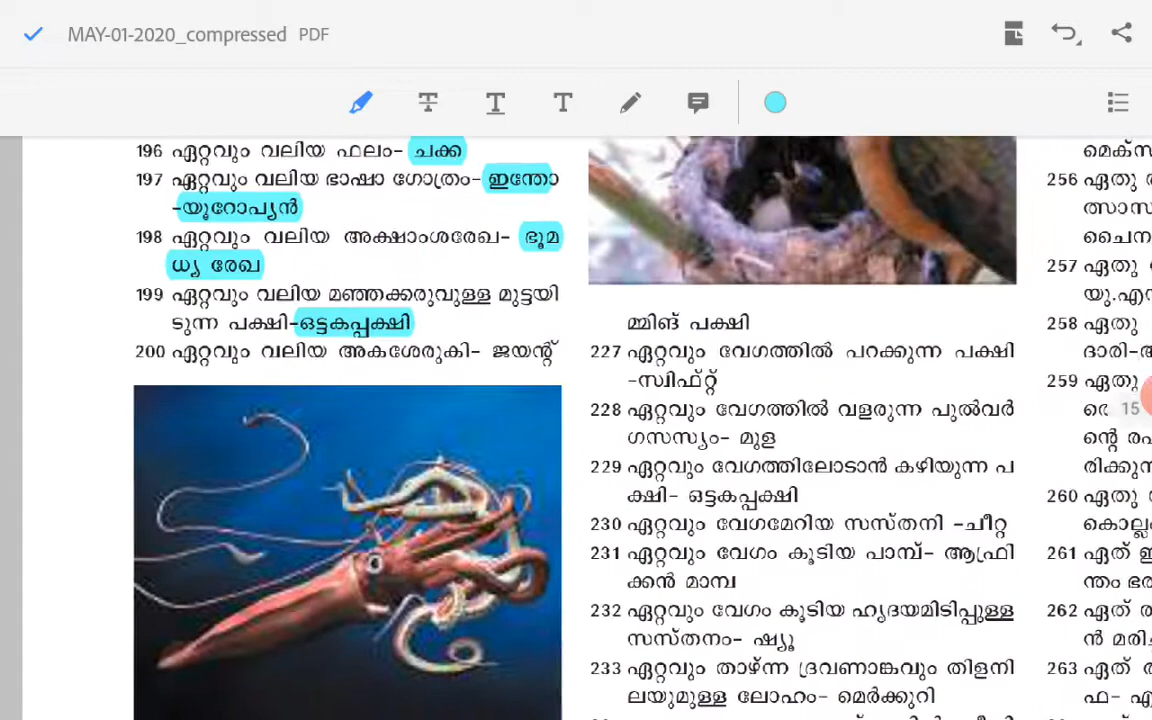 MAY-01-2020_compressed PDF
196 ഏറ്റവും വലിയ ഫലം- ചക്ക
197 ഏറ്റവും വലിയ ഭാഷാ ഗോത്രം- ഇന്തോ
-യൂറോപ്യൻ
198 ഏറ്റവും വലിയ അക്ഷാംശരേഖ- ഭൂമ
ധ്യ രേഖ
199 ഏറ്റവും വലിയ മഞ്ഞക്കരുവുള്ള മുട്ടയി
ടുന്ന പക്ഷി-ഒട്ടകപ്പക്ഷി
200 ഏറ്റവും വലിയ അകശേരുകി- ജയന്റ്
മ്മിങ് പക്ഷി
227 ഏറ്റവും വേഗത്തിൽ പറക്കുന്ന പക്ഷി
-സ്വിഫ്റ്റ്
228 ഏറ്റവും വേഗത്തിൽ വളരുന്ന പുൽവർ
ഗസസ്യം- മുള
229 ഏറ്റവും വേഗത്തിലോടാൻ കഴിയുന്ന പ
ക്ഷി- ഒട്ടകപ്പക്ഷി
230 ഏറ്റവും വേഗമേറിയ സസ്തനി -ചീറ്റ
231 ഏറ്റവും വേഗം കൂടിയ പാമ്പ്- ആഫ്രി
ക്കൻ മാമ്പ
232 ഏറ്റവും വേഗം കൂടിയ ഹൃദയമിടിപ്പുള്ള
സസ്തനം- ഷ്യൂ
233 ഏറ്റവും താഴ്ന്ന ദ്രവണാങ്കവും തിളനി
ലയുമുള്ള ലോഹം- മെർക്കുറി
256 ഏതു
257 ഏതു
യു.എ
258 ഏതു
259 ഏതു
15
260 ഏതു
261 ഏത്
262 ഏത്
263 ഏത്